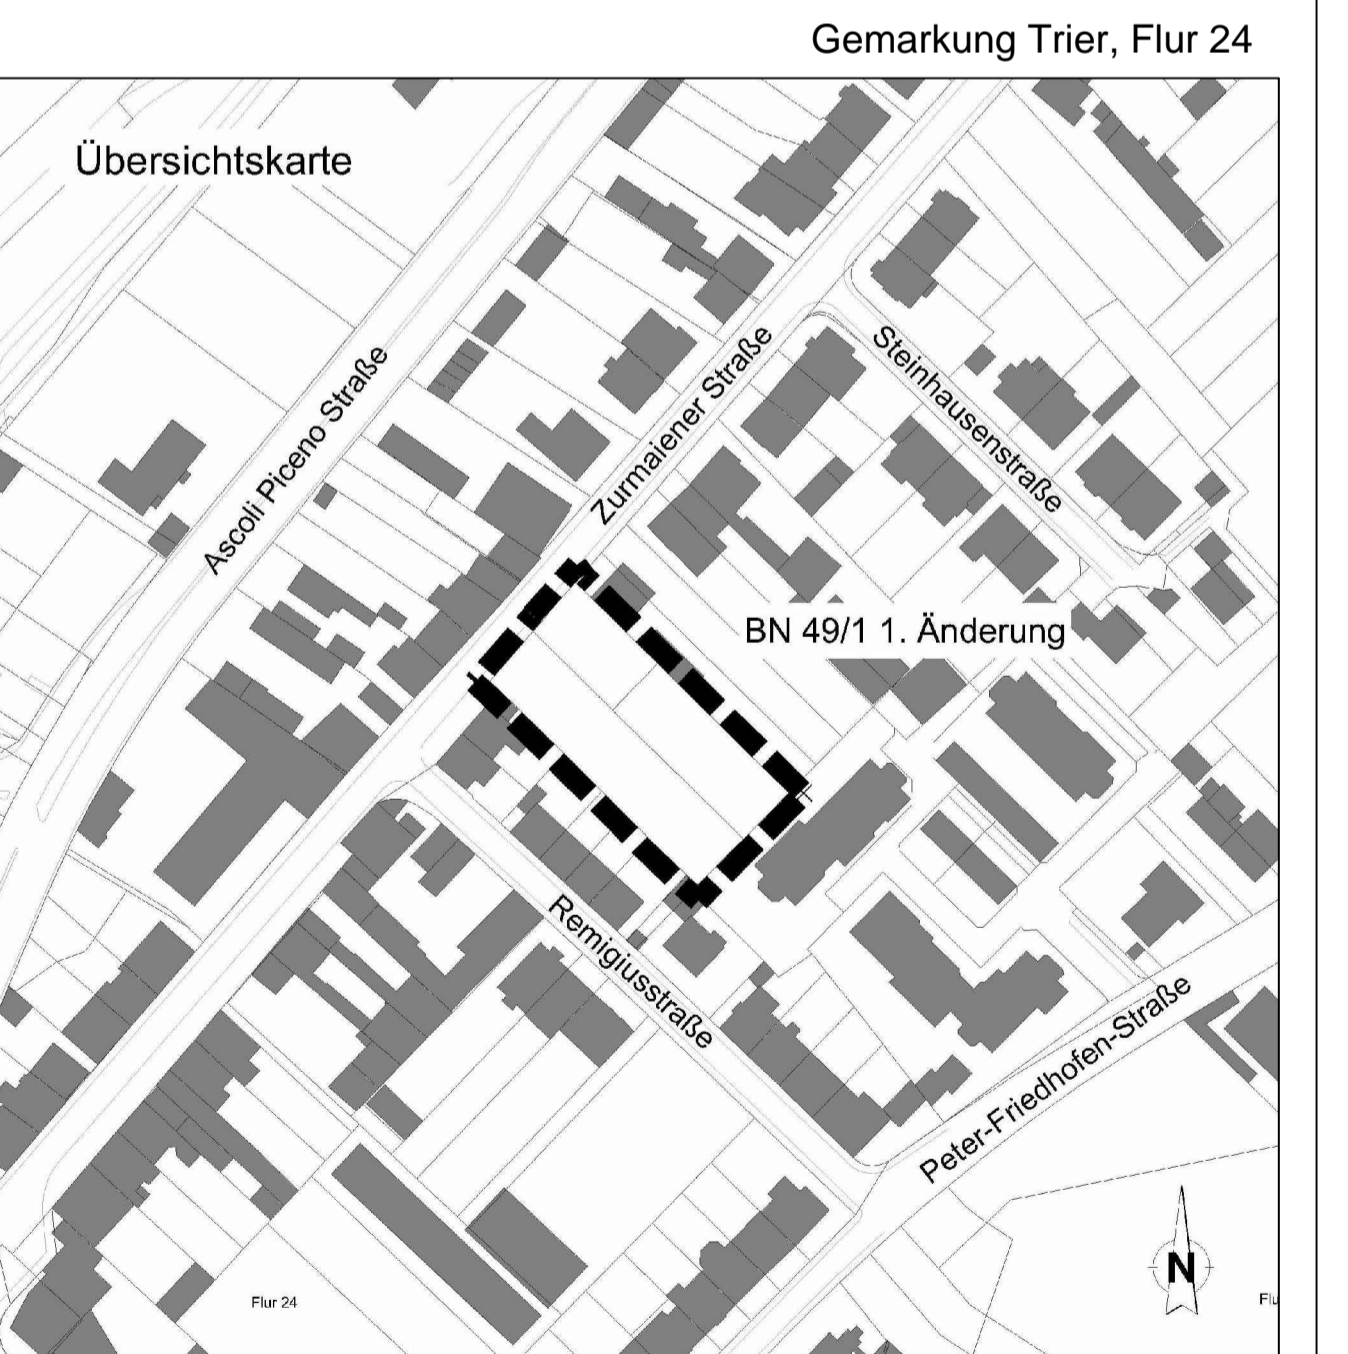 Gemarkung Trier, Flur 24
Übersichtskarte
Ascoli Piceno Straße
Zurmaiener Straße
Steinhausenstraße
BN 49/1 1. Änderung
Remigiusstraße
Peter-Friedhofen-Straße
N
Flur 24
Flu